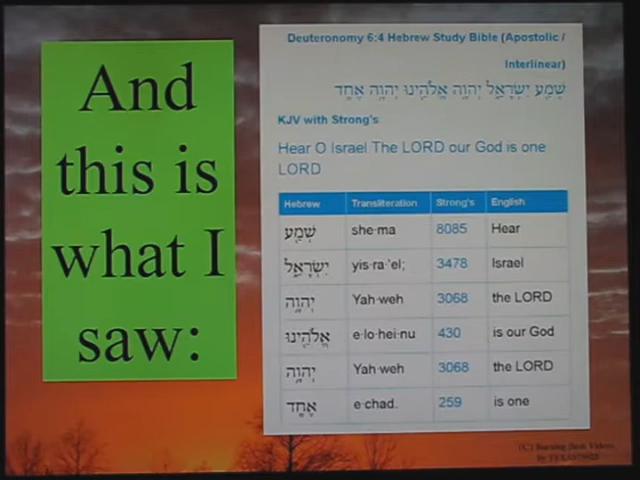 And
this is
what I
saw:
Deuteronomy 6:4 Hebrew Study Bible (Apostolic /
Interlinear)
שְׁמַ֖ע יִשְׂרָאֵ֑ל יְהוָ֥ה אֱלֹהֵ֖ינוּ יְהוָ֥ה אֶחָֽד
KJV with Strong's
Hear O Israel The LORD our God is one
LORD
Hebrew Transliteration Strong's English
שְׁמַ֖ע she·ma 8085 Hear
יִשְׂרָאֵ֑ל yis·ra·'el; 3478 Israel
יְהוָ֥ה Yah·weh 3068 the LORD
אֱלֹהֵ֖ינוּ e·lo·hei·nu 430 is our God
יְהוָ֥ה Yah·weh 3068 the LORD
אֶחָֽד e·chad. 259 is one
(C) Burning Bush Videos